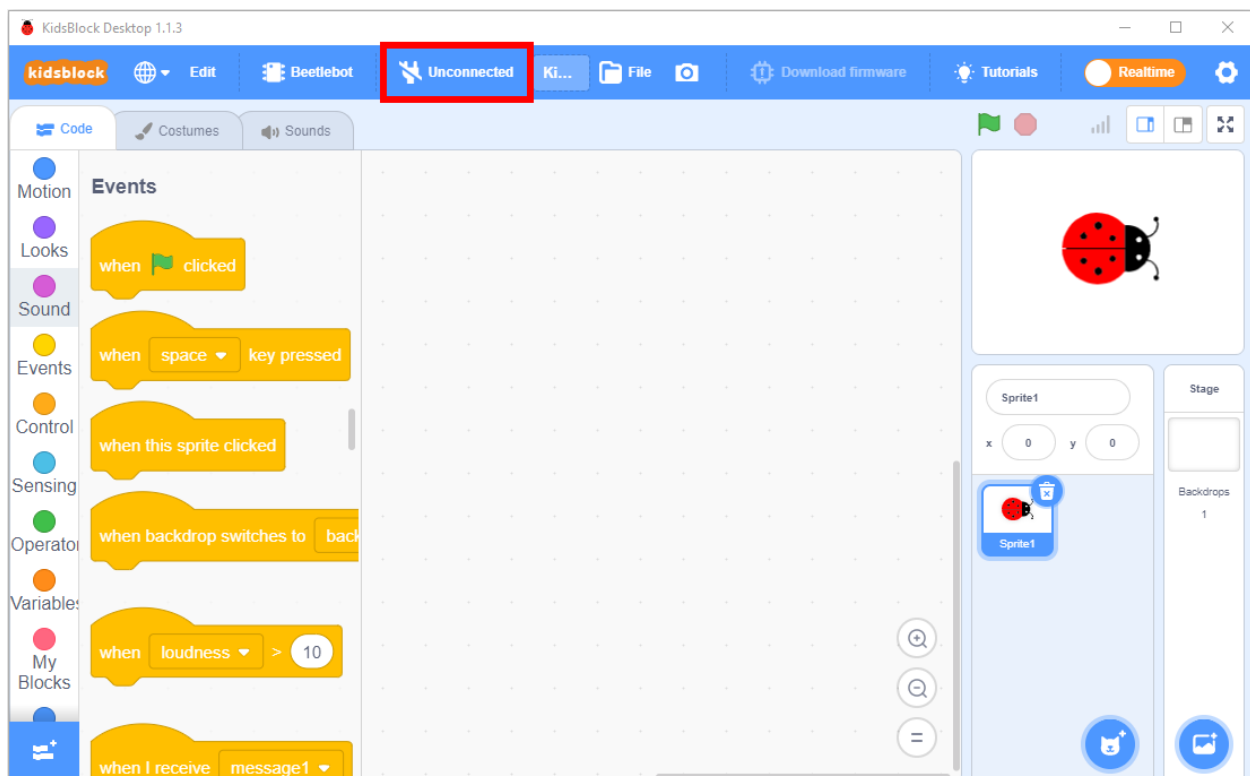 KidsBlock Desktop 1.1.3
kidsblock Edit Beetlebot Unconnected Ki... File Download firmware Tutorials Realtime
Code Costumes Sounds
Motion
Looks
Sound
Events
Control
Sensing
Operator
Variables
My
Blocks
Events
when clicked
when space key pressed
when this sprite clicked
when backdrop switches to back
when loudness > 10
when I receive message1
Sprite1
x 0 y 0
Sprite1
Stage
Backdrops
1